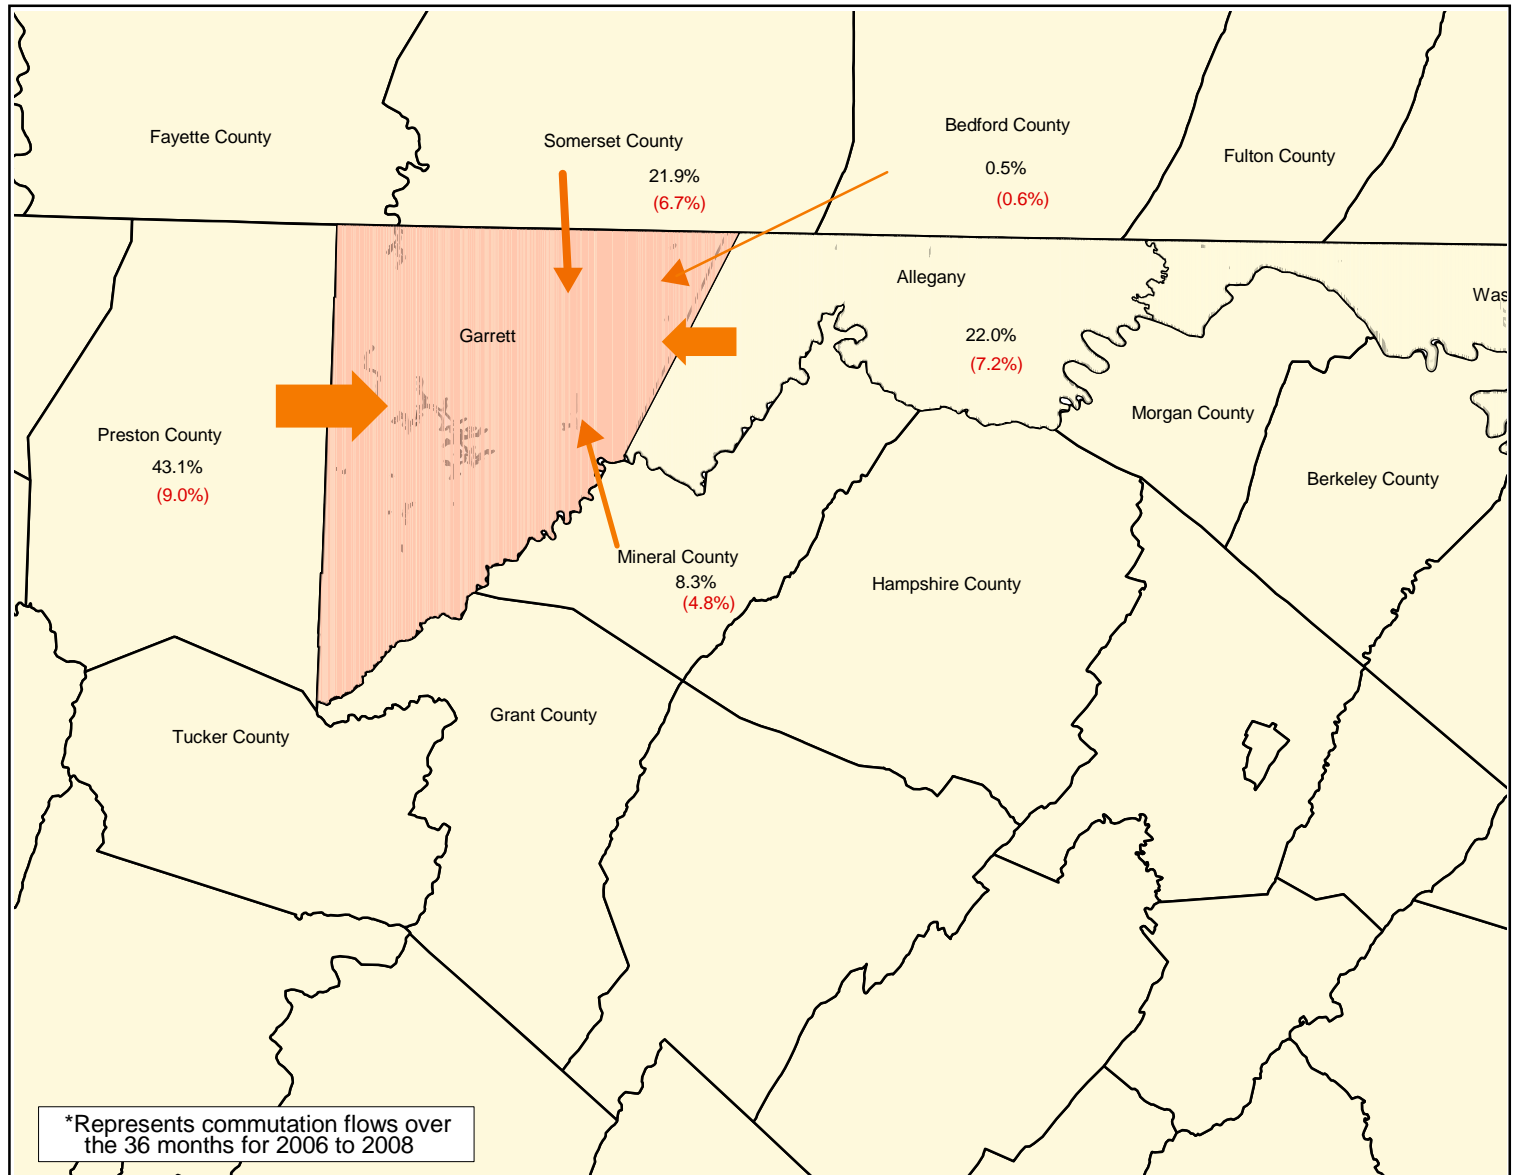 Fayette County
Somerset County
21.9%
(6.7%)
Bedford County
0.5%
(0.6%)
Fulton County
Allegany
22.0%
(7.2%)
Was
Garrett
Preston County
43.1%
(9.0%)
Morgan County
Berkeley County
Mineral County
8.3%
(4.8%)
Hampshire County
Grant County
Tucker County
*Represents commutation flows over
the 36 months for 2006 to 2008